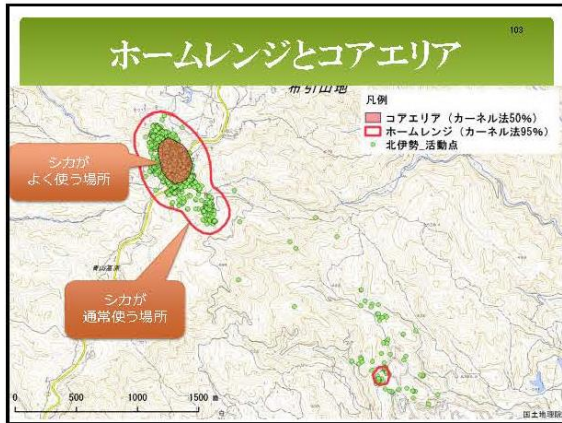 103
ホームレンジとコアエリア
布引山地
凡例
コアエリア（カーネル法50%）
ホームレンジ（カーネル法95%）
北伊勢_活動点
シカが
よく使う場所
青山高原
シカが
通常使う場所
0 500 1000 1500
国土地理院